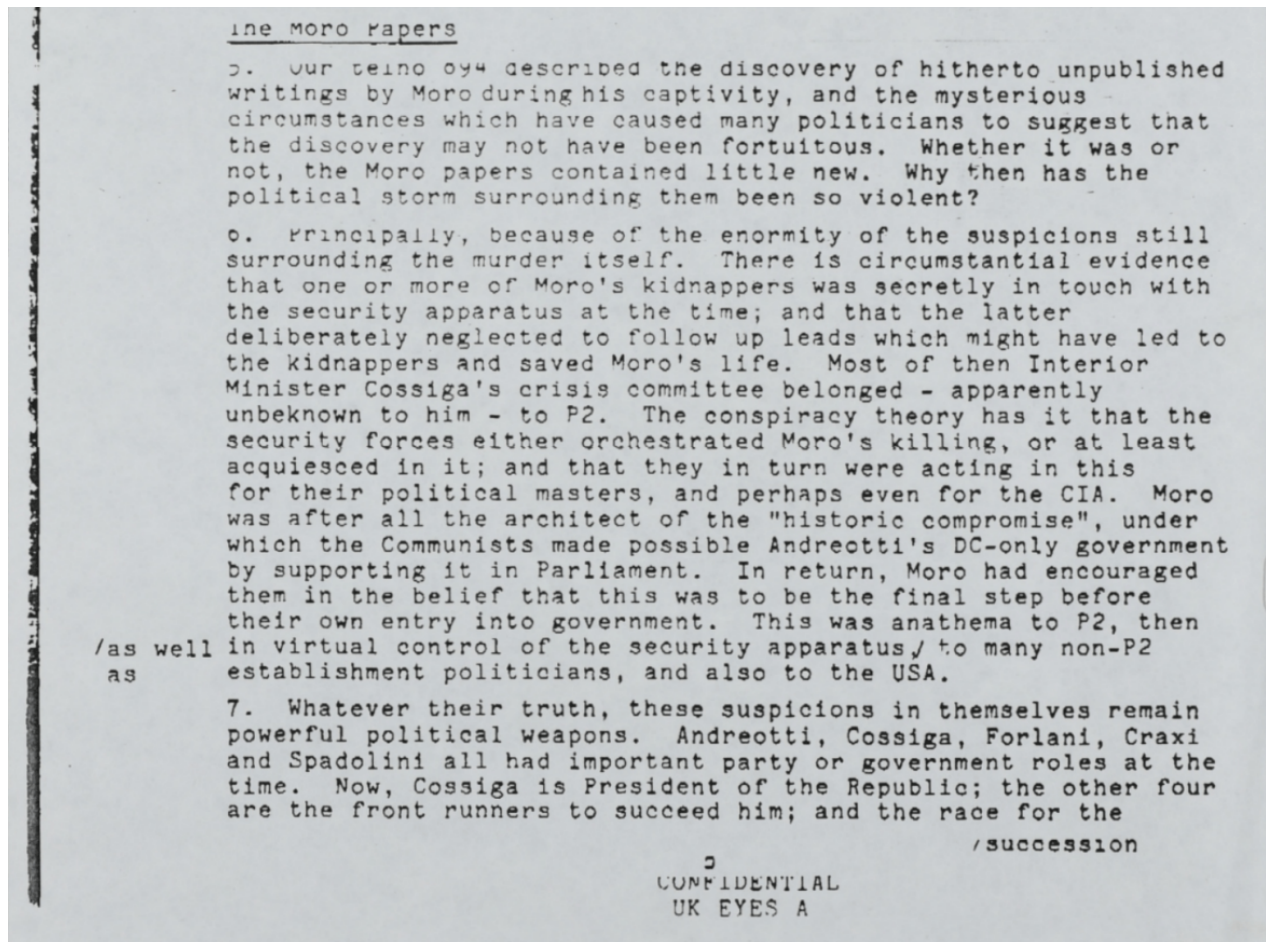 The Moro Papers
5. Our telno 694 described the discovery of hitherto unpublished
writings by Moro during his captivity, and the mysterious
circumstances which have caused many politicians to suggest that
the discovery may not have been fortuitous. Whether it was or
not, the Moro papers contained little new. Why then has the
political storm surrounding them been so violent?
6. Principally, because of the enormity of the suspicions still
surrounding the murder itself. There is circumstantial evidence
that one or more of Moro's kidnappers was secretly in touch with
the security apparatus at the time; and that the latter
deliberately neglected to follow up leads which might have led to
the kidnappers and saved Moro's life. Most of then Interior
Minister Cossiga's crisis committee belonged - apparently
unbeknown to him - to P2. The conspiracy theory has it that the
security forces either orchestrated Moro's killing, or at least
acquiesced in it; and that they in turn were acting in this
for their political masters, and perhaps even for the CIA. Moro
was after all the architect of the "historic compromise", under
which the Communists made possible Andreotti's DC-only government
by supporting it in Parliament. In return, Moro had encouraged
them in the belief that this was to be the final step before
their own entry into government. This was anathema to P2, then
/as well in virtual control of the security apparatus/ to many non-P2
as establishment politicians, and also to the USA.
7. Whatever their truth, these suspicions in themselves remain
powerful political weapons. Andreotti, Cossiga, Forlani, Craxi
and Spadolini all had important party or government roles at the
time. Now, Cossiga is President of the Republic; the other four
are the front runners to succeed him; and the race for the
/succession
CONFIDENTIAL
UK EYES A